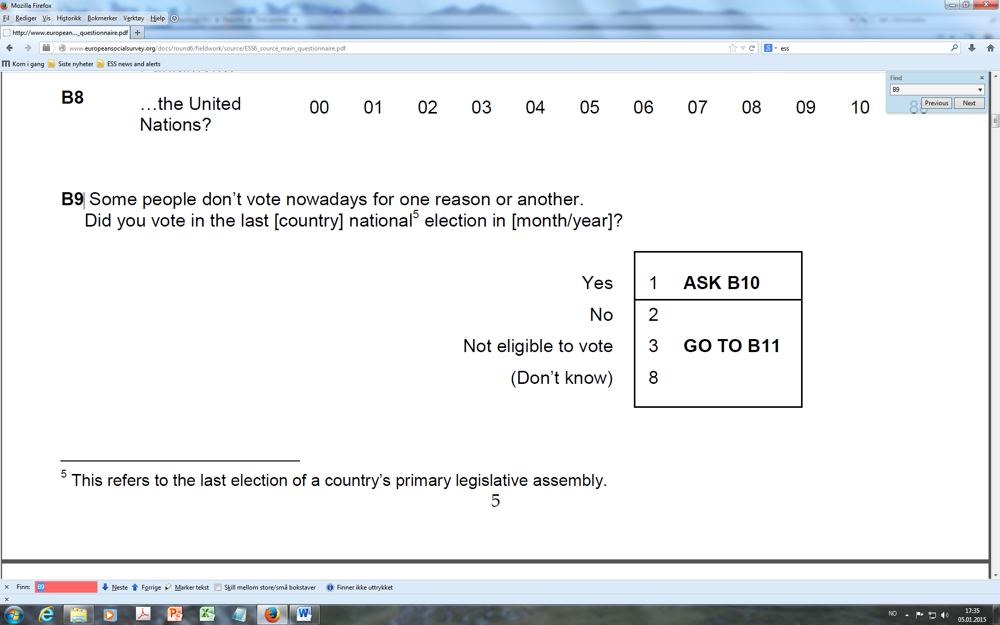 Mozilla Firefox
Fil Rediger Vis Historikk Bokmerker Verktøy Hjelp
http://www.european..._questionnaire.pdf
www.europeansocialsurvey.org/docs/round6/fieldwork/source/ESS6_source_main_questionnaire.pdf
ess
Kom i gang Siste nyheter ESS news and alerts
Find
B9
Previous Next
B8 …the United 00 01 02 03 04 05 06 07 08 09 10 88
Nations?
B9 Some people don’t vote nowadays for one reason or another.
Did you vote in the last [country] national5 election in [month/year]?
Yes 1 ASK B10
No 2
Not eligible to vote 3 GO TO B11
(Don’t know) 8
5 This refers to the last election of a country’s primary legislative assembly.
5
Finn: B9 Neste Forrige Marker tekst Skill mellom store/små bokstaver Finner ikke uttrykket
NO 17:35
05.01.2015